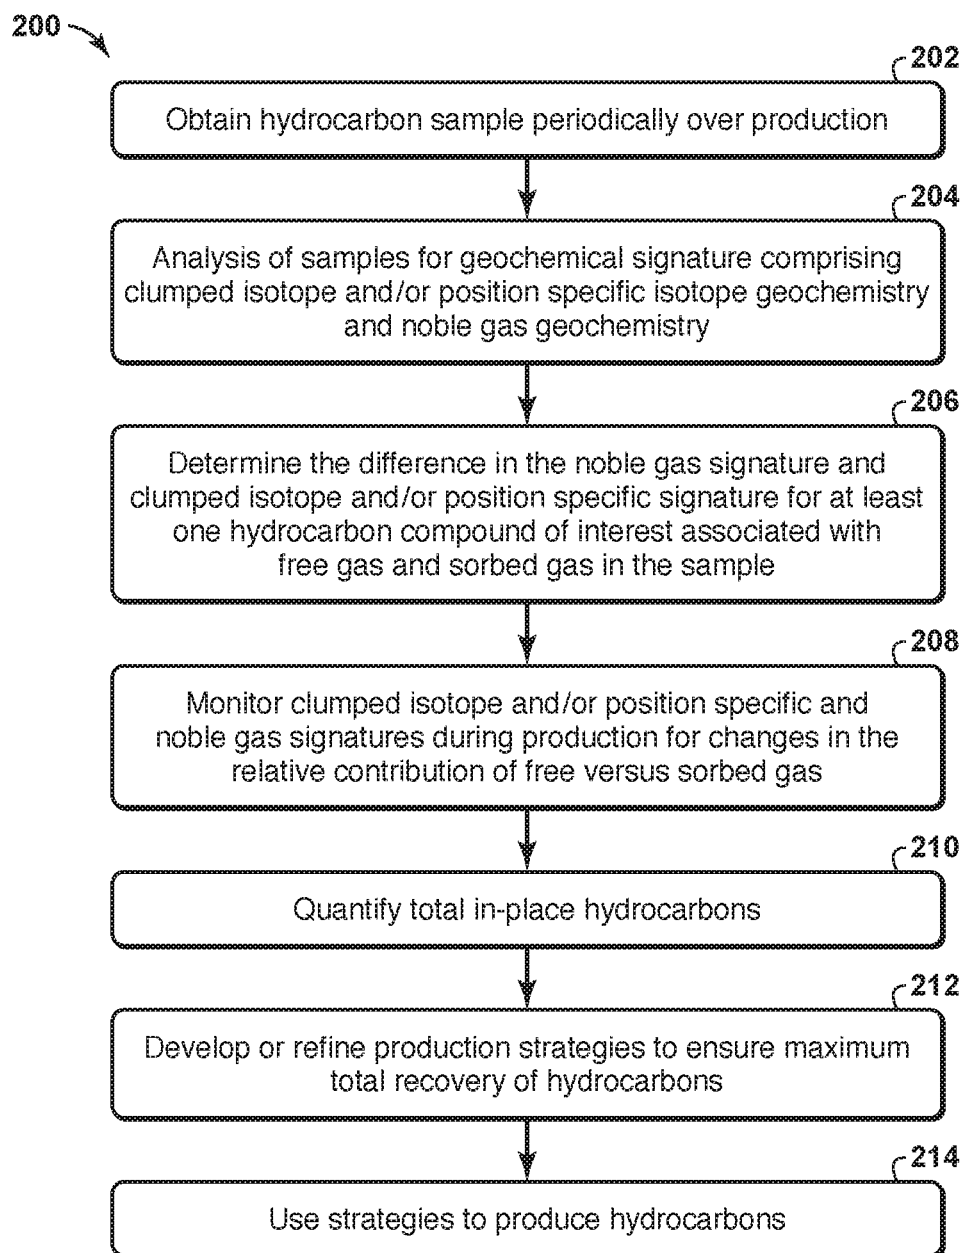 200
202
Obtain hydrocarbon sample periodically over production
204
Analysis of samples for geochemical signature comprising
clumped isotope and/or position specific isotope geochemistry
and noble gas geochemistry
206
Determine the difference in the noble gas signature and
clumped isotope and/or position specific signature for at least
one hydrocarbon compound of interest associated with
free gas and sorbed gas in the sample
208
Monitor clumped isotope and/or position specific and
noble gas signatures during production for changes in the
relative contribution of free versus sorbed gas
210
Quantify total in-place hydrocarbons
212
Develop or refine production strategies to ensure maximum
total recovery of hydrocarbons
214
Use strategies to produce hydrocarbons